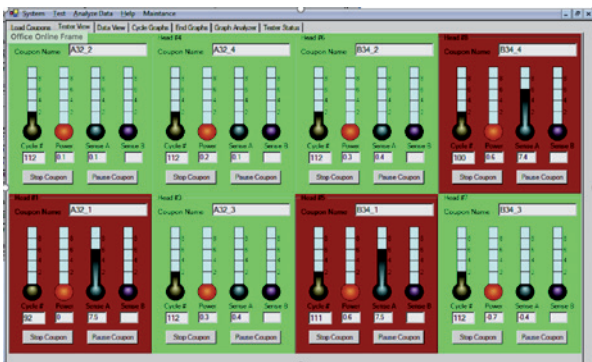 System Test Analyze Data Help Maintance
Load Coupons Tester View Data View Cycle Graphs End Graphs Graph Analyzer Tester Status
Office Online Frame
Coupon Name A32_2
Cycle # Power Sense A Sense B
112 0.1 0.1
Stop Coupon Pause Coupon
Head #4
Coupon Name A32_4
Cycle # Power Sense A Sense B
112 0.2 0.1
Stop Coupon Pause Coupon
Head #6
Coupon Name B34_2
Cycle # Power Sense A Sense B
112 0.3 0.4
Stop Coupon Pause Coupon
Coupon Name B34_4
Cycle # Power Sense A Sense B
100 0.6 7.4
Stop Coupon Pause Coupon
Head #1
Coupon Name A32_1
Cycle # Power Sense A Sense B
92 0 7.5
Stop Coupon Pause Coupon
Head #3
Coupon Name A32_3
Cycle # Power Sense A Sense B
112 0.3 0.4
Stop Coupon Pause Coupon
Coupon Name B34_1
Cycle # Power Sense A Sense B
111 0.6 7.5
Stop Coupon Pause Coupon
Head #7
Coupon Name B34_3
Cycle # Power Sense A Sense B
112 -0.7 -0.4
Stop Coupon Pause Coupon